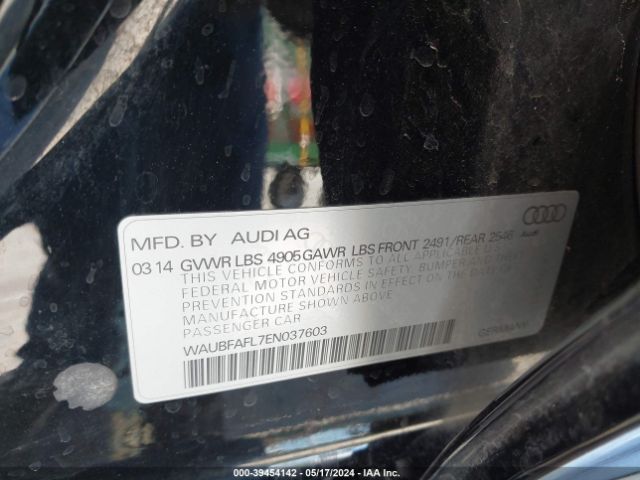 MFD. BY AUDI AG
Audi
03 14 GVWR LBS 4905 GAWR LBS FRONT 2491/REAR 2546
THIS VEHICLE CONFORMS TO ALL APPLICABLE
FEDERAL MOTOR VEHICLE SAFETY, BUMPER AND THEFT
PREVENTION STANDARDS IN EFFECT ON THE DATE OF
MANUFACTURE SHOWN ABOVE
PASSENGER CAR
WAUBFAFL7EN037603
GERMANY
000-39454142 - 05/17/2024 - IAA Inc.